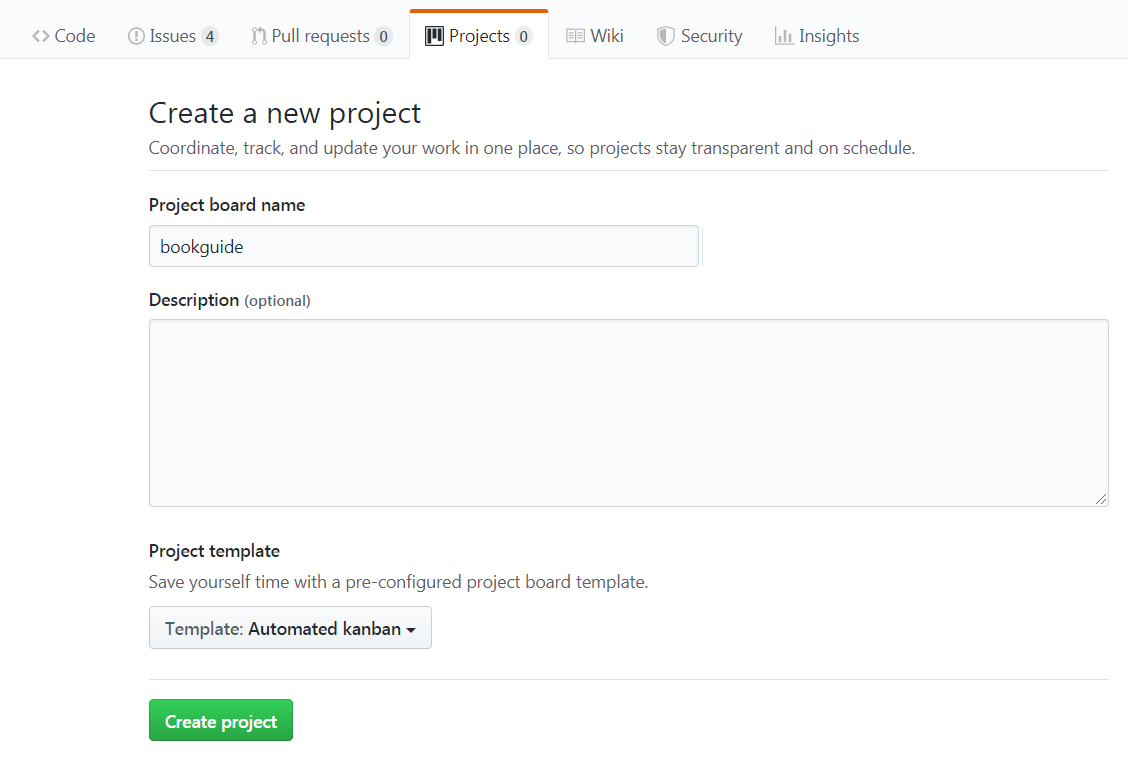 Code Issues 4 Pull requests 0 Projects 0 Wiki Security Insights
Create a new project
Coordinate, track, and update your work in one place, so projects stay transparent and on schedule.
Project board name
bookguide
Description (optional)
Project template
Save yourself time with a pre-configured project board template.
Template: Automated kanban
Create project